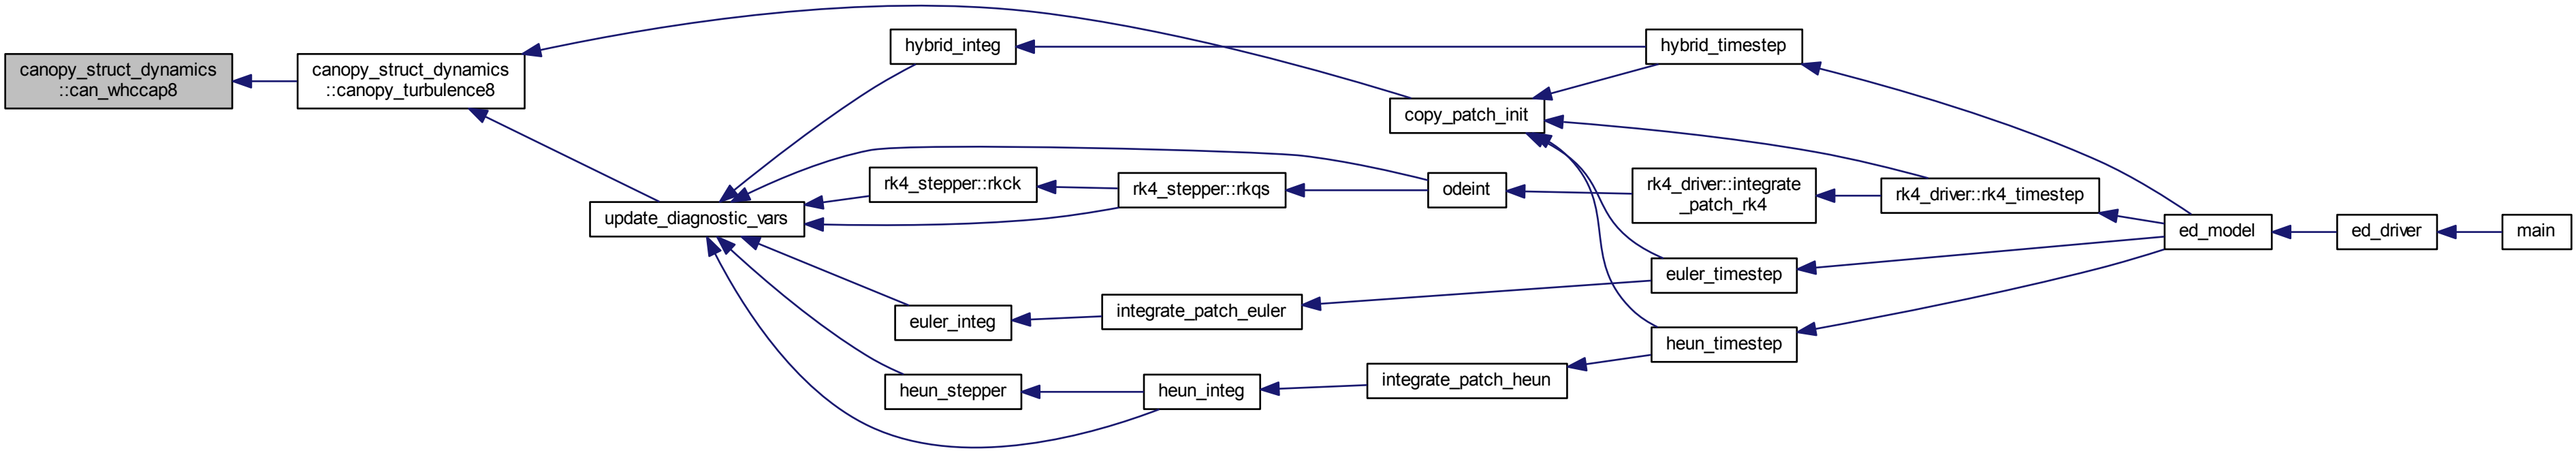 canopy_struct_dynamics
::can_whccap8
canopy_struct_dynamics
::canopy_turbulence8
update_diagnostic_vars
hybrid_integ
rk4_stepper::rkck
rk4_stepper::rkqs
euler_integ
integrate_patch_euler
heun_stepper
heun_integ
integrate_patch_heun
copy_patch_init
odeint
hybrid_timestep
rk4_driver::integrate
_patch_rk4
rk4_driver::rk4_timestep
euler_timestep
heun_timestep
ed_model
ed_driver
main